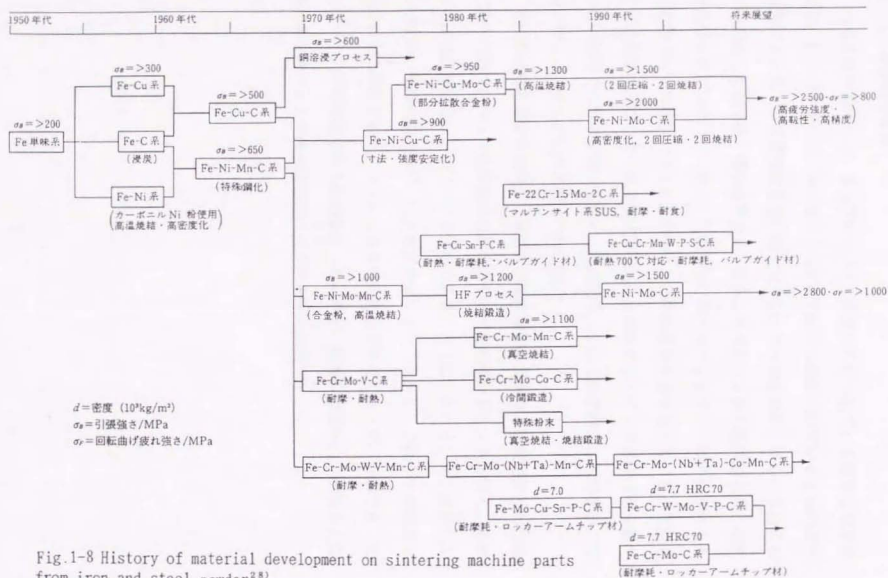 1950年代
1960年代
1970年代
1980年代
1990年代
将来展望
σB=>200
Fe単味系
σB=>300
Fe-Cu系
Fe-C系
(浸炭)
Fe-Ni系
(カーボニルNi粉使用
高温焼結・高密度化)
σB=>500
Fe-Cu-C系
σB=>650
Fe-Ni-Mn-C系
(特殊鋼化)
σB=>600
銅溶浸プロセス
σB=>900
Fe-Ni-Cu-C系
(寸法・強度安定化)
σB=>950
Fe-Ni-Cu-Mo-C系
(部分拡散合金粉)
σB=>1300
(高温焼結)
σB=>1500
(2回圧縮・2回焼結)
σB=>2000
Fe-Ni-Mo-C系
(高密度化, 2回圧縮・2回焼結)
σB=>2500・σF=>800
(高疲労強度・
高靱性・高精度)
Fe-22Cr-1.5Mo-2C系
(マルテンサイト系SUS, 耐摩・耐食)
Fe-Cu-Sn-P-C系
(耐熱・耐摩耗, バルブガイド材)
Fe-Cu-Cr-Mn-W-P-S-C系
(耐熱700℃対応・耐摩耗, バルブガイド材)
σB=>1000
Fe-Ni-Mo-Mn-C系
(合金粉, 高温焼結)
σB=>1200
HFプロセス
(焼結鍛造)
σB=>1500
Fe-Ni-Mo-C系
σB=>2800・σF=>1000
Fe-Cr-Mo-V-C系
(耐摩・耐熱)
σB=>1100
Fe-Cr-Mo-Mn-C系
(真空焼結)
Fe-Cr-Mo-Co-C系
(冷間鍛造)
特殊粉末
(真空焼結・焼結鍛造)
Fe-Cr-Mo-W-V-Mn-C系
(耐摩・耐熱)
Fe-Cr-Mo-(Nb+Ta)-Mn-C系
Fe-Cr-Mo-(Nb+Ta)-Co-Mn-C系
d=7.0
Fe-Mo-Cu-Sn-P-C系
(耐摩耗・ロッカーアームチップ材)
d=7.7 HRC70
Fe-Cr-W-Mo-V-P-C系
d=7.7 HRC70
Fe-Cr-Mo-C系
(耐摩耗・ロッカーアームチップ材)
d=密度 (10³kg/m³)
σB=引張強さ/MPa
σF=回転曲げ疲れ強さ/MPa
Fig.1-8 History of material development on sintering machine parts
from iron and steel powder²⁸⁾